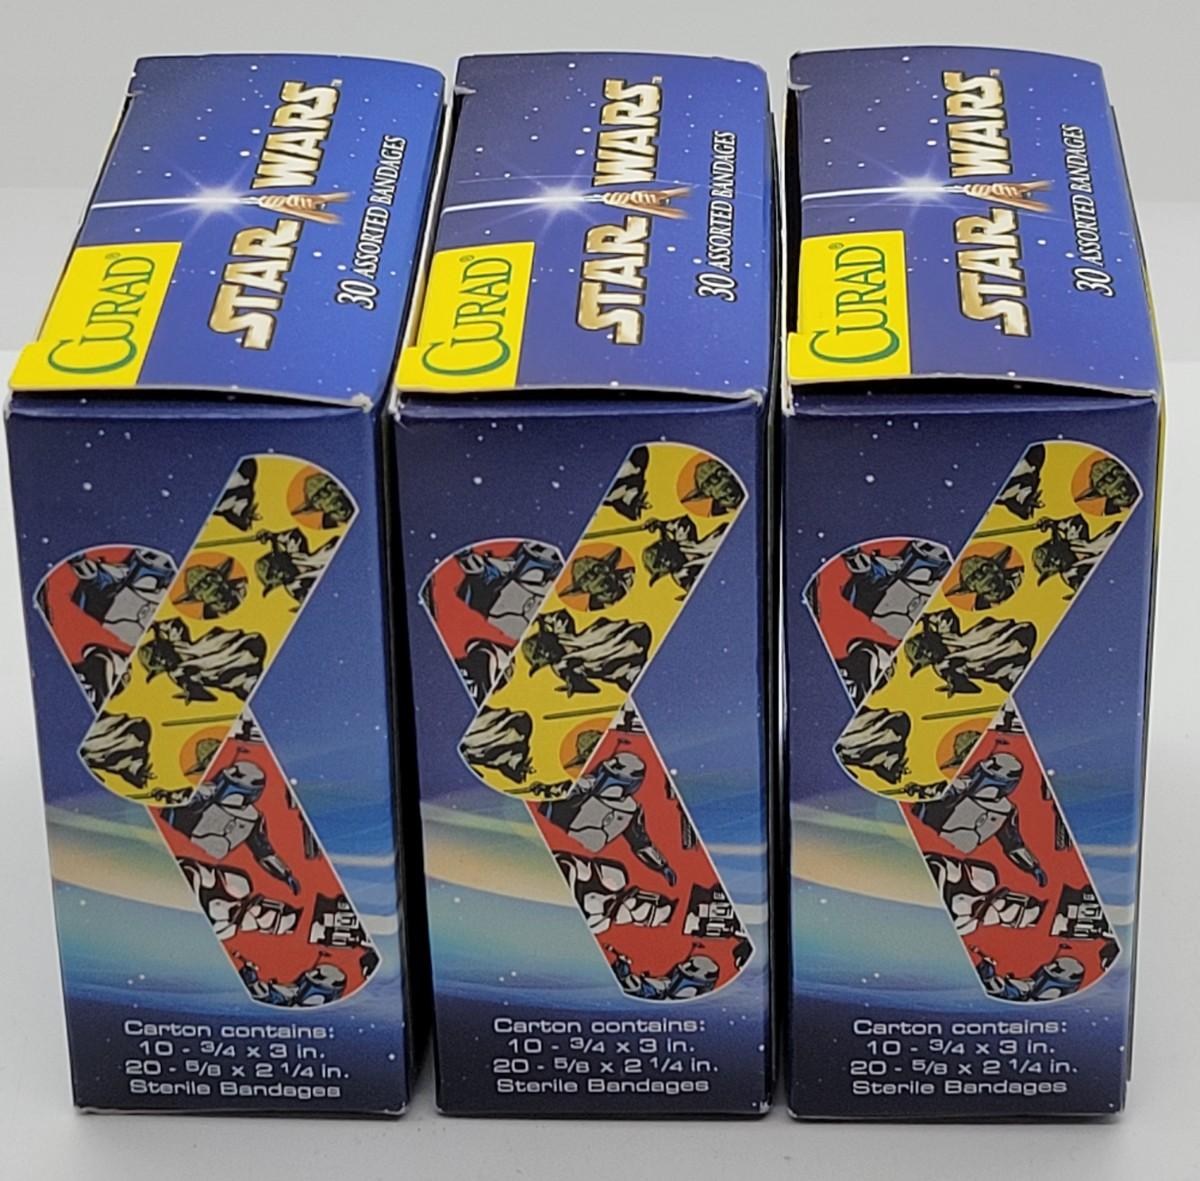 CURAD®
STAR WARS™
30 ASSORTED BANDAGES
CURAD®
STAR WARS™
30 ASSORTED BANDAGES
CURAD®
STAR WARS™
30 ASSORTED BANDAGES
Carton contains:
10 - 3/4 x 3 in.
20 - 5/8 x 2 1/4 in.
Sterile Bandages
Carton contains:
10 - 3/4 x 3 in.
20 - 5/8 x 2 1/4 in.
Sterile Bandages
Carton contains:
10 - 3/4 x 3 in.
20 - 5/8 x 2 1/4 in.
Sterile Bandages